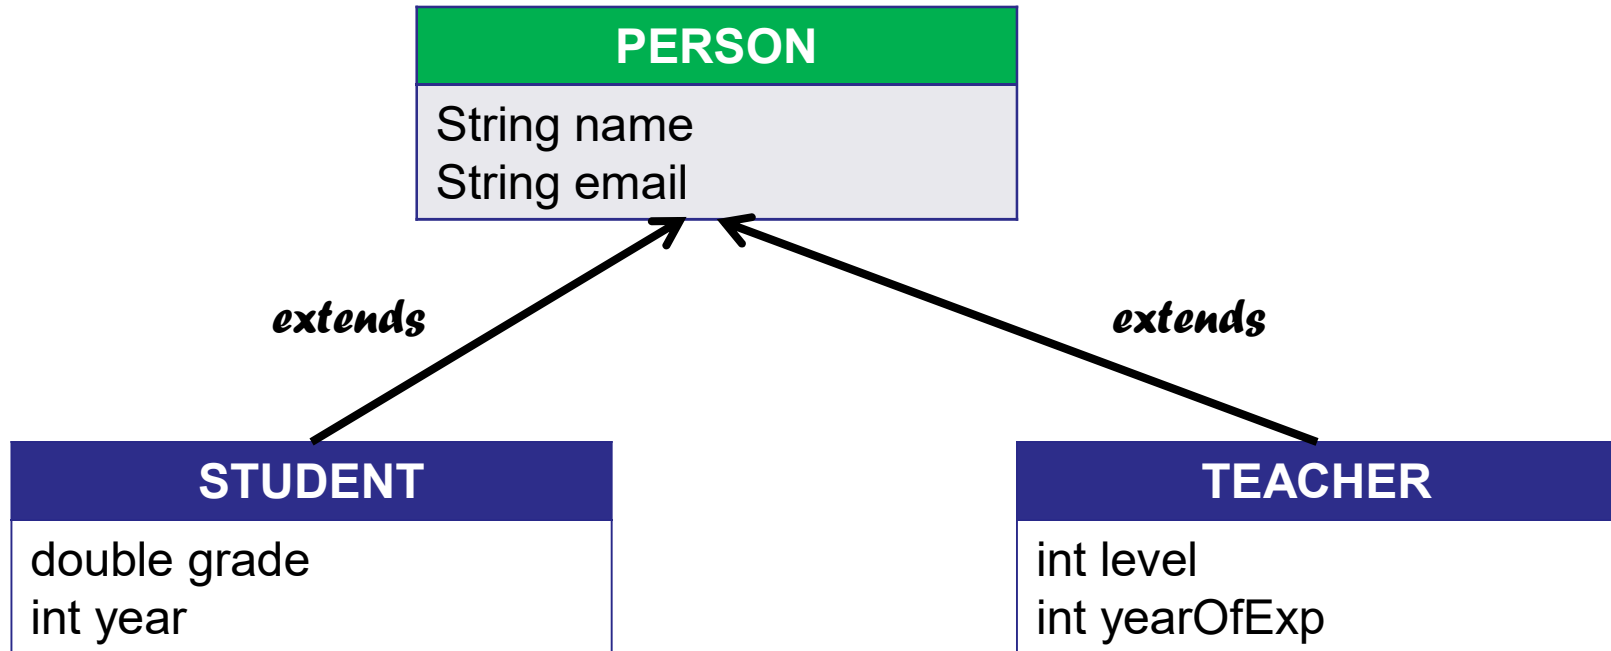 PERSON
String name
String email
extends
extends
STUDENT
double grade
int year
TEACHER
int level
int yearOfExp